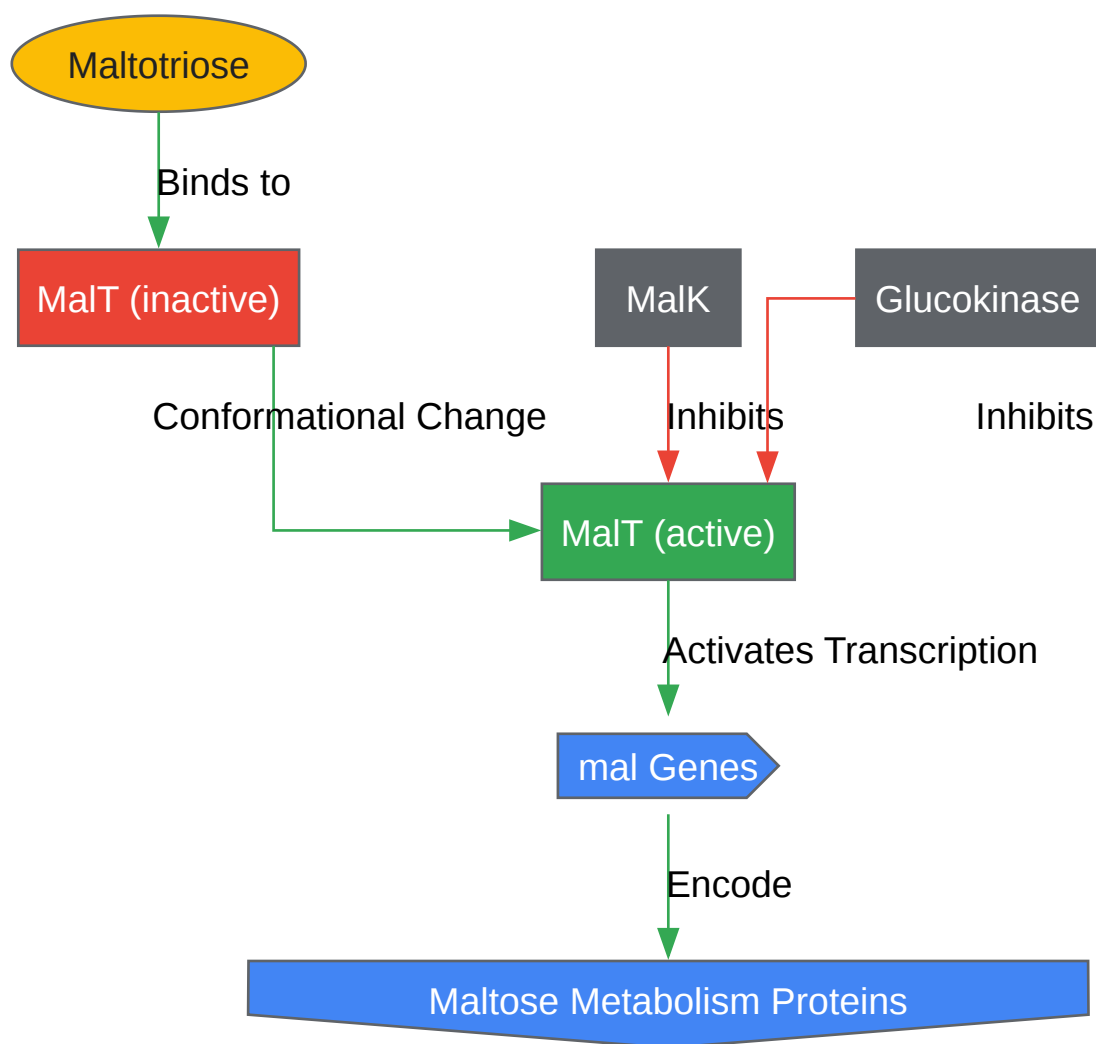 Maltotriose
Binds to
MalT (inactive)
MalK
Glucokinase
Conformational Change
Inhibits
Inhibits
MalT (active)
Activates Transcription
mal Genes
Encode
Maltose Metabolism Proteins